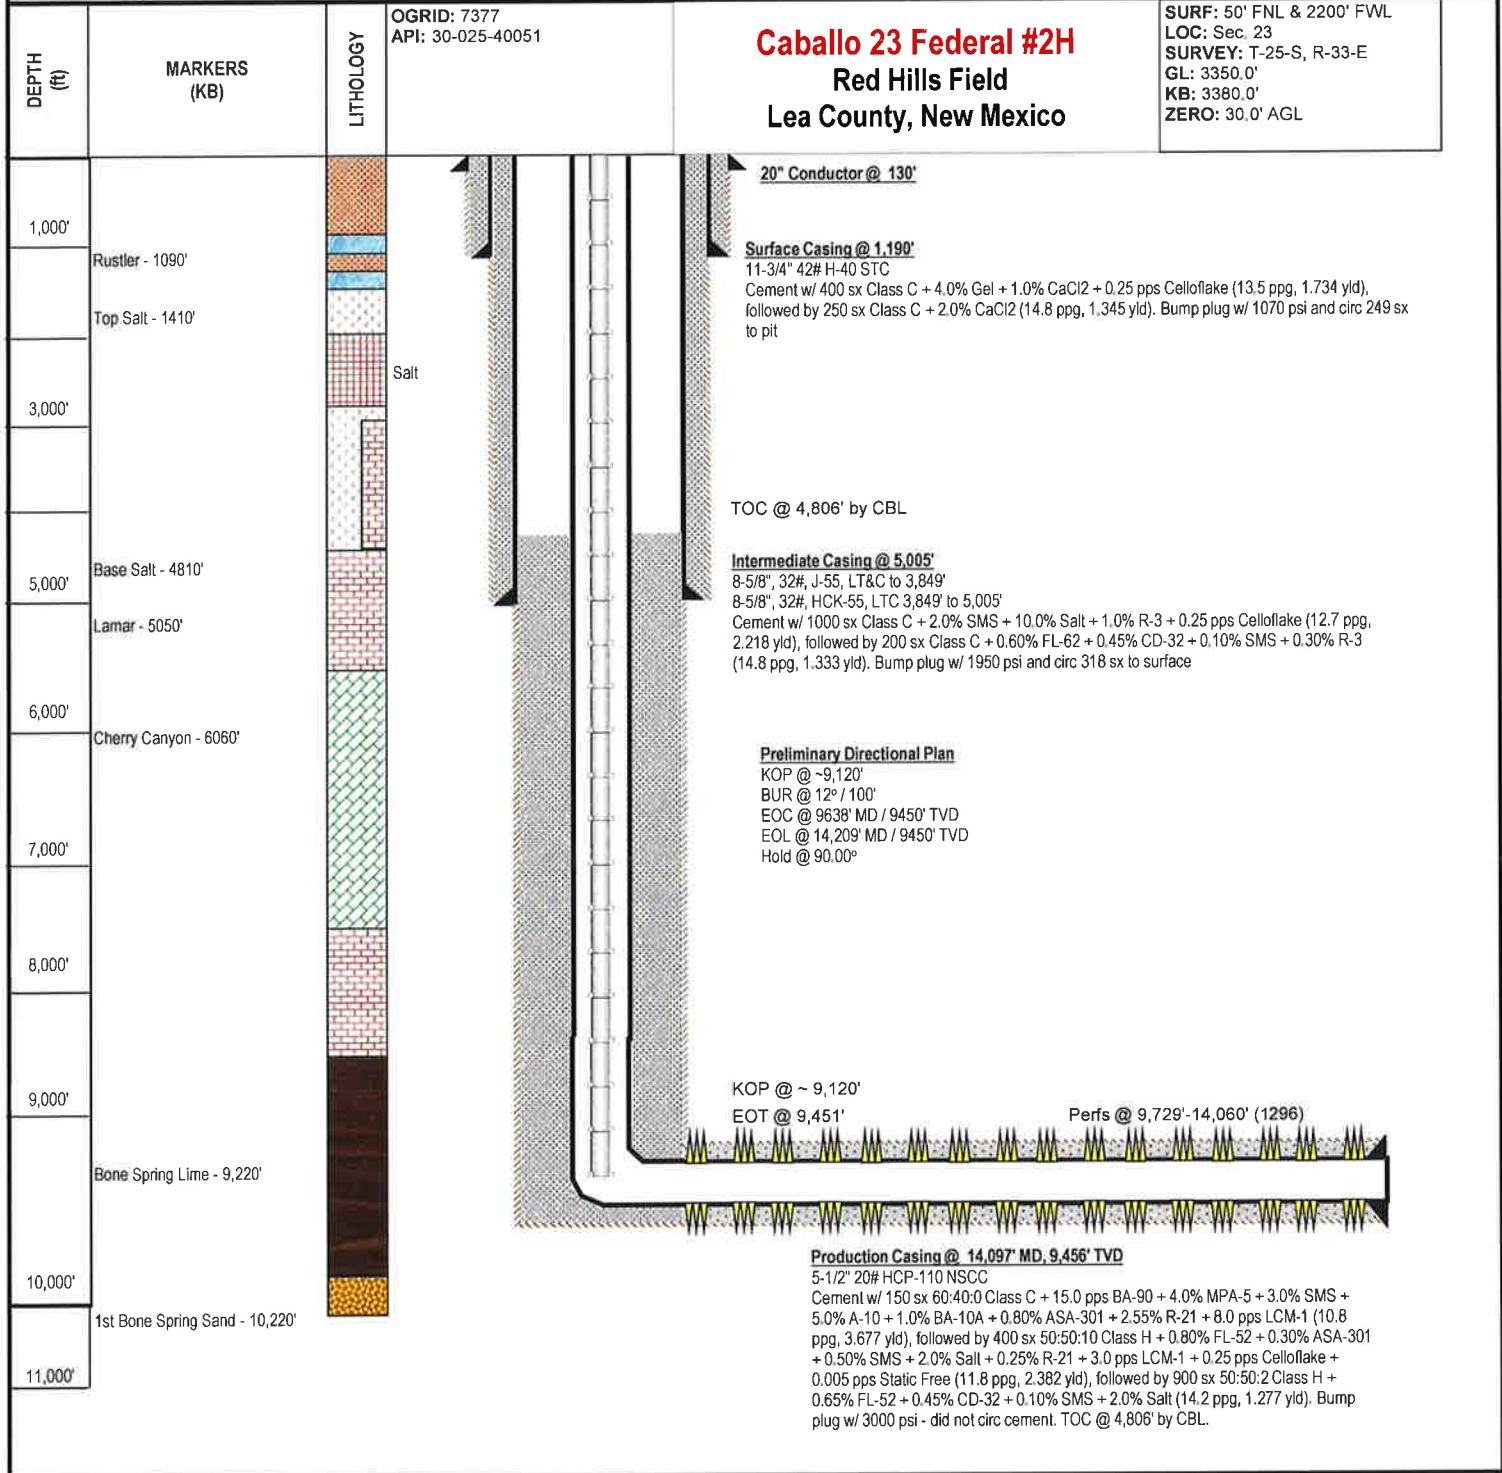 OGRID: 7377
API: 30-025-40051
Caballo 23 Federal #2H
Red Hills Field
Lea County, New Mexico
SURF: 50' FNL & 2200' FWL
LOC: Sec. 23
SURVEY: T-25-S, R-33-E
GL: 3350.0'
KB: 3380.0'
ZERO: 30.0' AGL
DEPTH
(ft)
MARKERS
(KB)
LITHOLOGY
1,000'
3,000'
5,000'
6,000'
7,000'
8,000'
9,000'
10,000'
11,000'
Rustler - 1090'
Top Salt - 1410'
Base Salt - 4810'
Lamar - 5050'
Cherry Canyon - 6060'
Bone Spring Lime - 9,220'
1st Bone Spring Sand - 10,220'
Salt
20" Conductor @ 130'
Surface Casing @ 1,190'
11-3/4" 42# H-40 STC
Cement w/ 400 sx Class C + 4.0% Gel + 1.0% CaCl2 + 0.25 pps Celloflake (13.5 ppg, 1.734 yld),
followed by 250 sx Class C + 2.0% CaCl2 (14.8 ppg, 1.345 yld). Bump plug w/ 1070 psi and circ 249 sx
to pit
TOC @ 4,806' by CBL
Intermediate Casing @ 5,005'
8-5/8", 32#, J-55, LT&C to 3,849'
8-5/8", 32#, HCK-55, LTC 3,849' to 5,005'
Cement w/ 1000 sx Class C + 2.0% SMS + 10.0% Salt + 1.0% R-3 + 0.25 pps Celloflake (12.7 ppg,
2.218 yld), followed by 200 sx Class C + 0.60% FL-62 + 0.45% CD-32 + 0.10% SMS + 0.30% R-3
(14.8 ppg, 1.333 yld). Bump plug w/ 1950 psi and circ 318 sx to surface
Preliminary Directional Plan
KOP @ ~9,120'
BUR @ 12º / 100'
EOC @ 9638' MD / 9450' TVD
EOL @ 14,209' MD / 9450' TVD
Hold @ 90.00º
KOP @ ~ 9,120'
EOT @ 9,451'
Perfs @ 9,729'-14,060' (1296)
Production Casing @ 14,097' MD, 9,456' TVD
5-1/2" 20# HCP-110 NSCC
Cement w/ 150 sx 60:40:0 Class C + 15.0 pps BA-90 + 4.0% MPA-5 + 3.0% SMS +
5.0% A-10 + 1.0% BA-10A + 0.80% ASA-301 + 2.55% R-21 + 8.0 pps LCM-1 (10.8
ppg, 3.677 yld), followed by 400 sx 50:50:10 Class H + 0.80% FL-52 + 0.30% ASA-301
+ 0.50% SMS + 2.0% Salt + 0.25% R-21 + 3.0 pps LCM-1 + 0.25 pps Celloflake +
0.005 pps Static Free (11.8 ppg, 2.382 yld), followed by 900 sx 50:50:2 Class H +
0.65% FL-52 + 0.45% CD-32 + 0.10% SMS + 2.0% Salt (14.2 ppg, 1.277 yld). Bump
plug w/ 3000 psi - did not circ cement. TOC @ 4,806' by CBL.